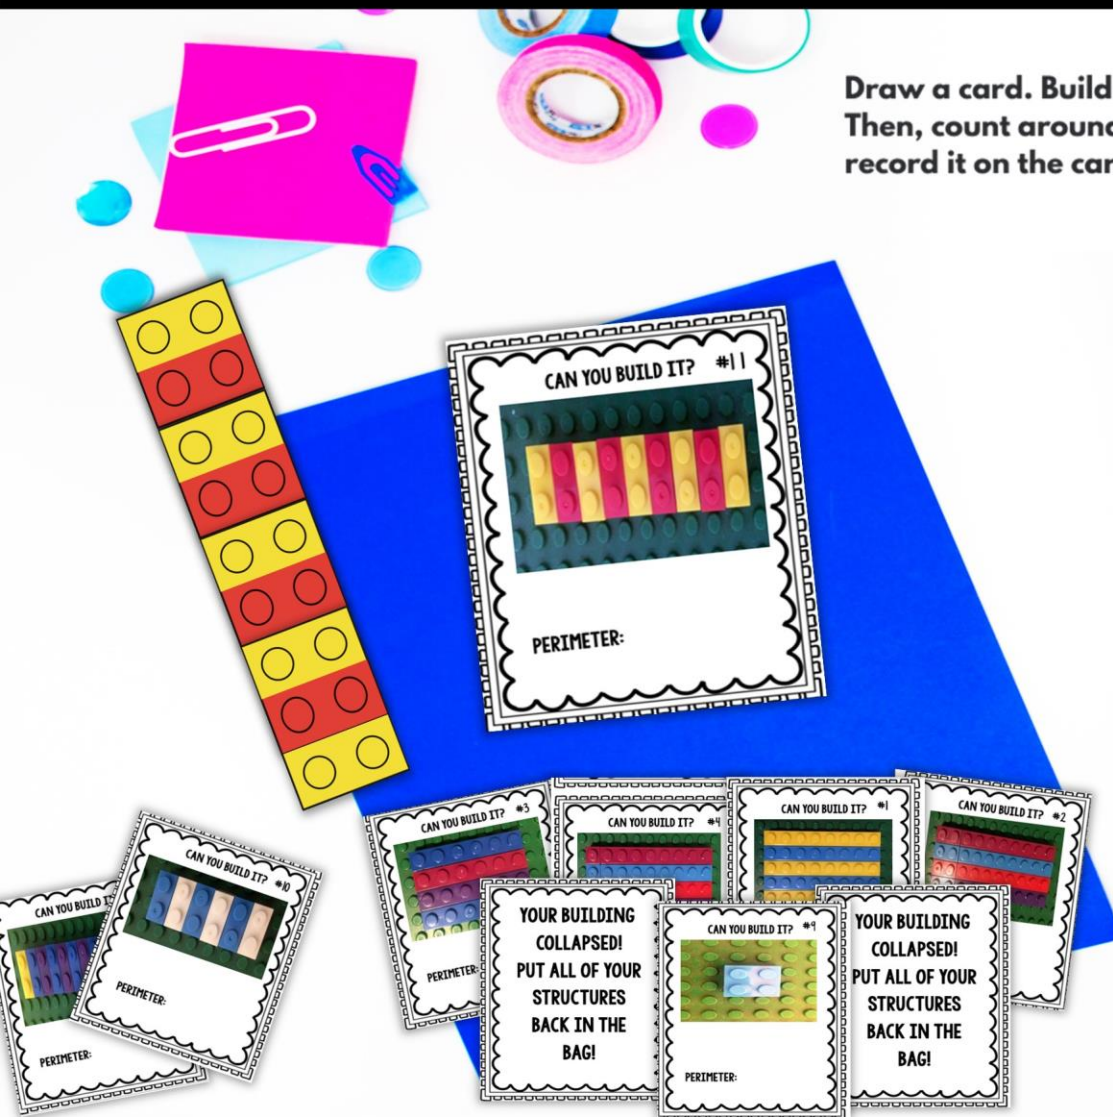 Draw a card. Build
Then, count around
record it on the car
CAN YOU BUILD IT? #11
PERIMETER:
CAN YOU BUILD IT? #3
PERIMETER:
CAN YOU BUILD IT? #4
CAN YOU BUILD IT? #1
CAN YOU BUILD IT? #2
CAN YOU BUILD IT? #10
PERIMETER:
CAN YOU BUILD IT
PERIMETER:
YOUR BUILDING
COLLAPSED!
PUT ALL OF YOUR
STRUCTURES
BACK IN THE
BAG!
CAN YOU BUILD IT? #9
PERIMETER:
YOUR BUILDING
COLLAPSED!
PUT ALL OF YOUR
STRUCTURES
BACK IN THE
BAG!